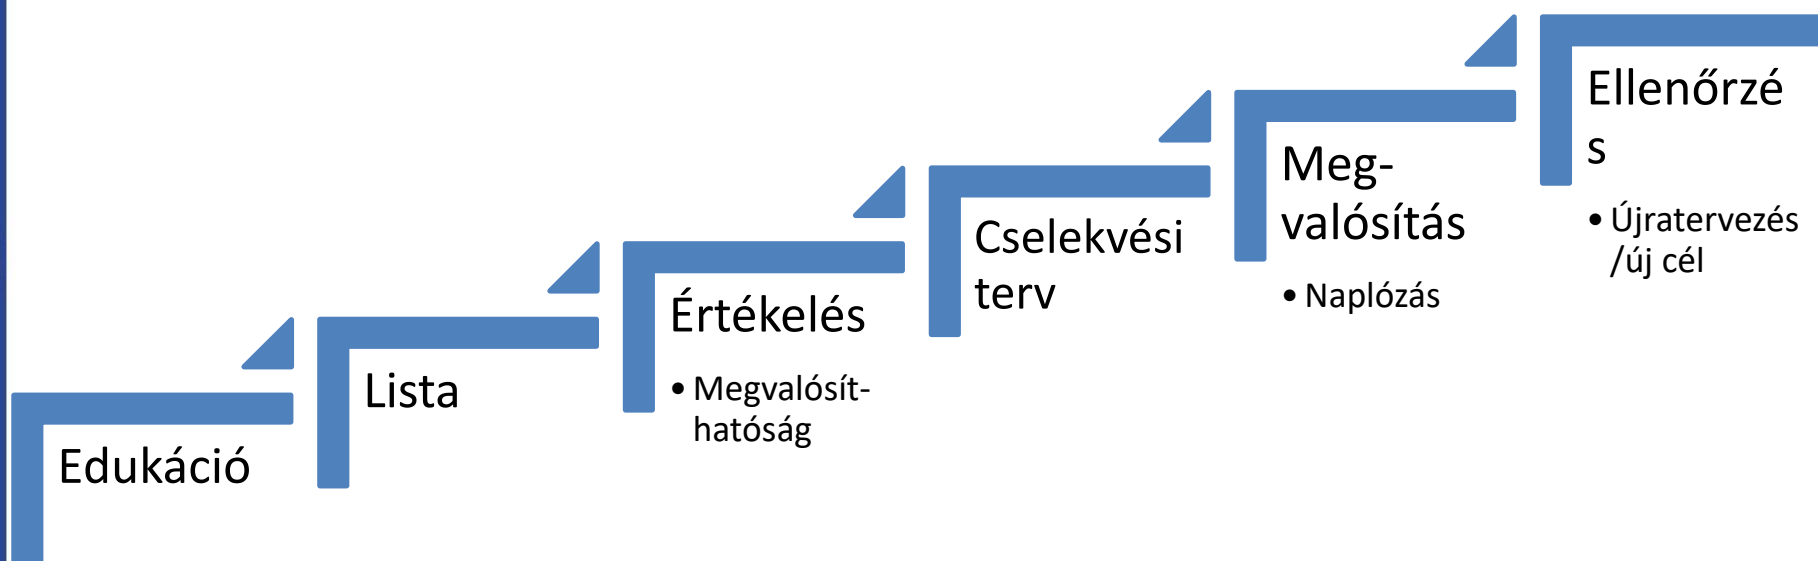 Edukáció
Lista
Értékelés
• Megvalósít-
hatóság
Cselekvési
terv
Meg-
valósítás
• Naplózás
Ellenőrzé
s
• Újratervezés
/új cél